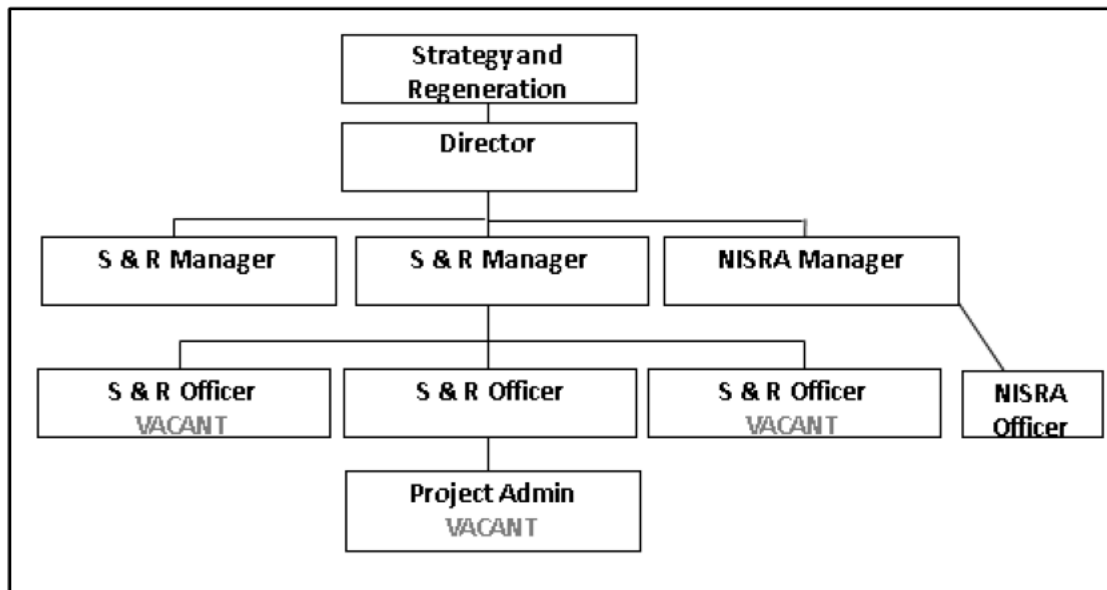 Strategy and
Regeneration
Director
S & R Manager
S & R Manager
NISRA Manager
S & R Officer
VACANT
S & R Officer
S & R Officer
VACANT
NISRA
Officer
Project Admin
VACANT